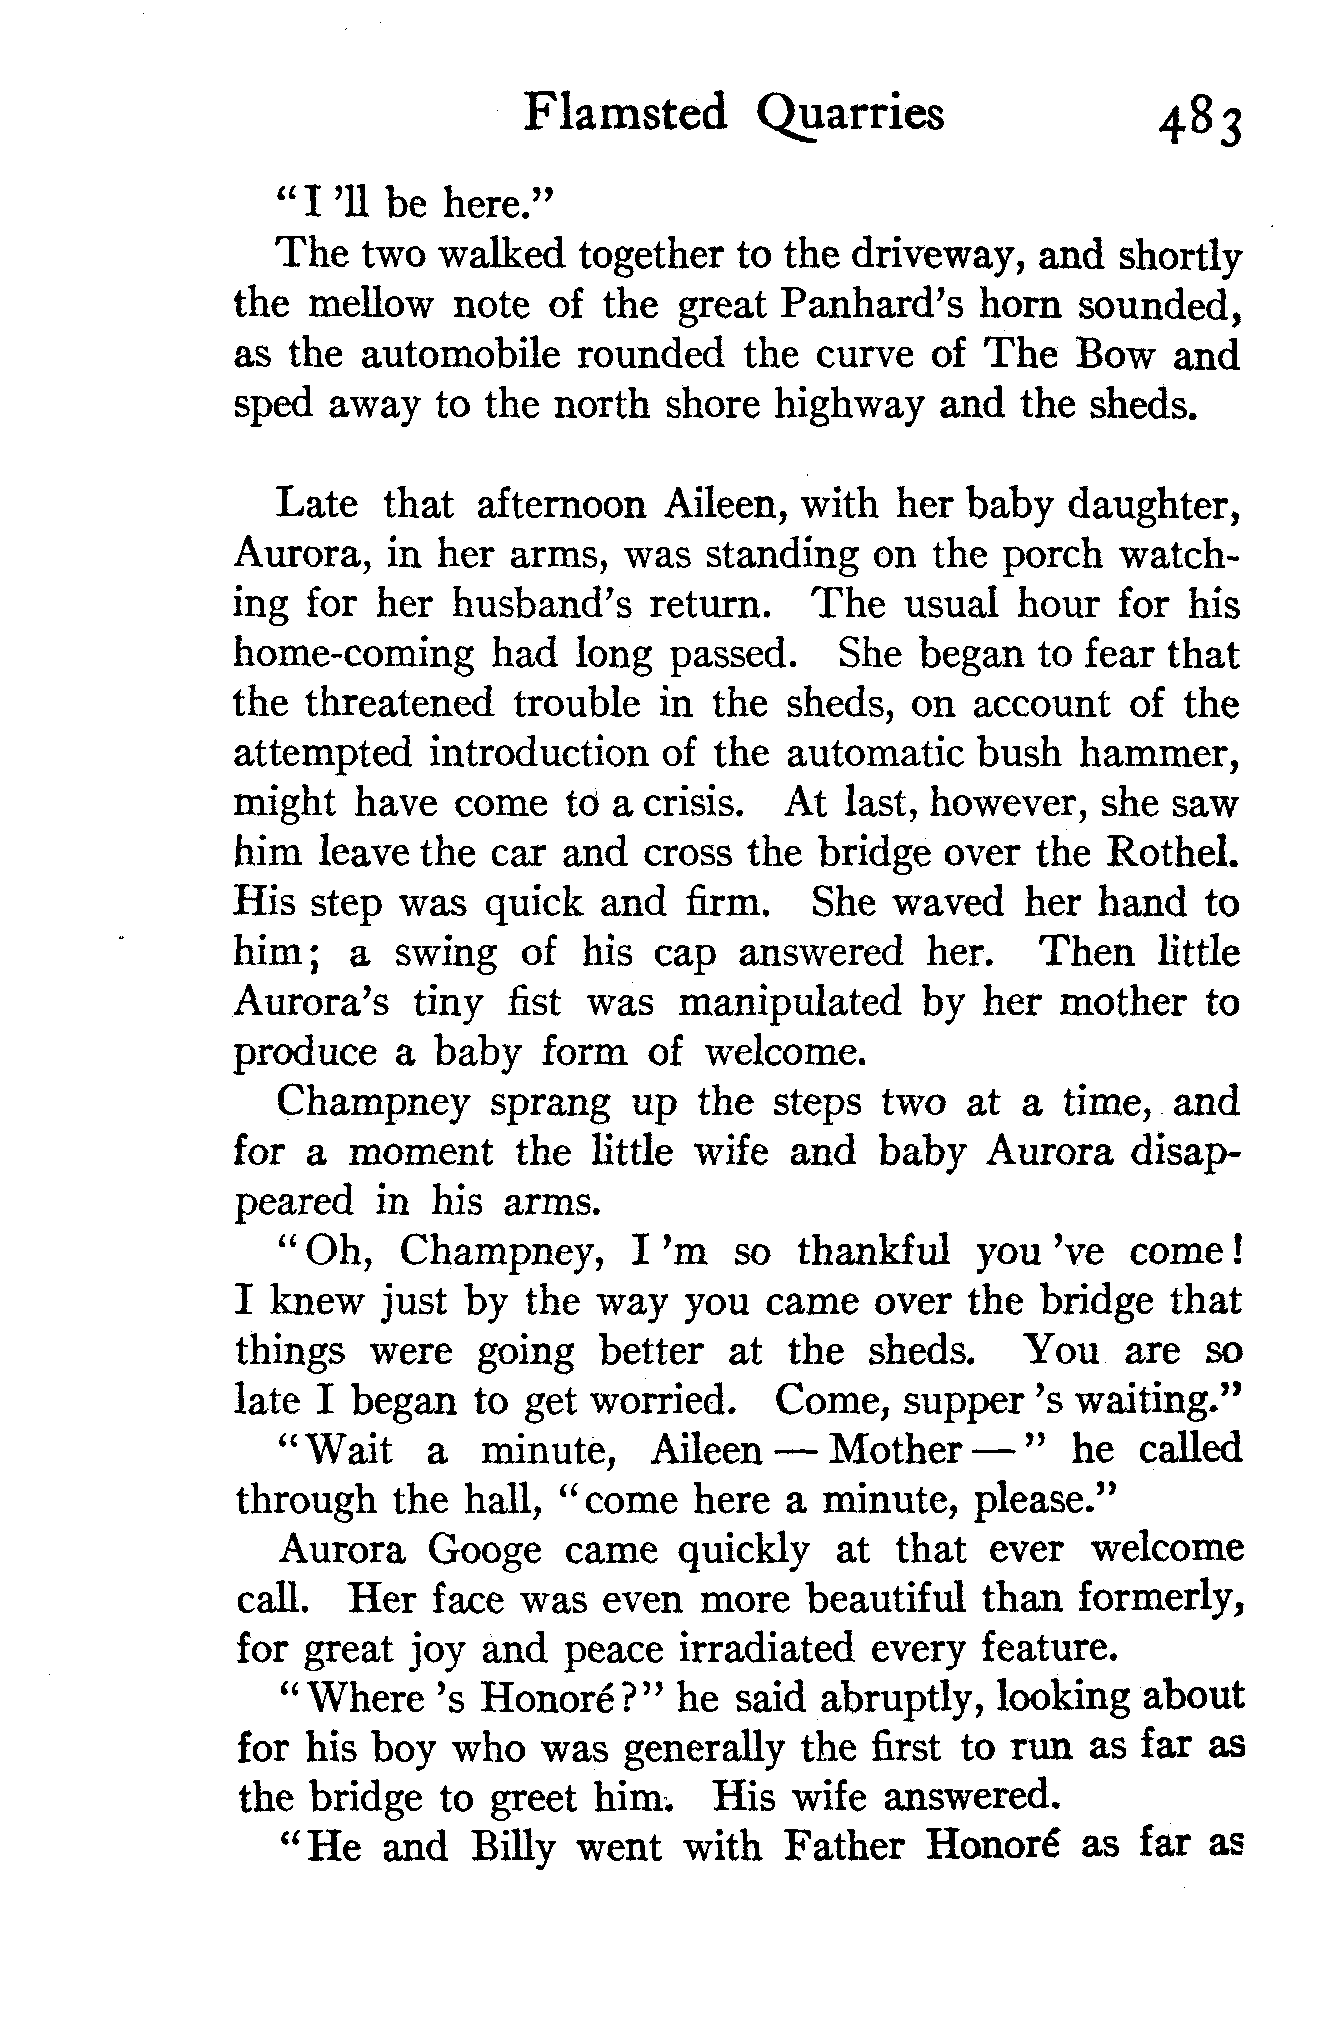 Flamsted Quarries 483
"I 'll be here."
The two walked together to the driveway, and shortly
the mellow note of the great Panhard's horn sounded,
as the automobile rounded the curve of The Bow and
sped away to the north shore highway and the sheds.
Late that afternoon Aileen, with her baby daughter,
Aurora, in her arms, was standing on the porch watch-
ing for her husband's return. The usual hour for his
home-coming had long passed. She began to fear that
the threatened trouble in the sheds, on account of the
attempted introduction of the automatic bush hammer,
might have come to a crisis. At last, however, she saw
him leave the car and cross the bridge over the Rothel.
His step was quick and firm. She waved her hand to
him; a swing of his cap answered her. Then little
Aurora's tiny fist was manipulated by her mother to
produce a baby form of welcome.
Champney sprang up the steps two at a time, and
for a moment the little wife and baby Aurora disap-
peared in his arms.
"Oh, Champney, I 'm so thankful you 've come!
I knew just by the way you came over the bridge that
things were going better at the sheds. You are so
late I began to get worried. Come, supper 's waiting."
"Wait a minute, Aileen — Mother — " he called
through the hall, "come here a minute, please."
Aurora Googe came quickly at that ever welcome
call. Her face was even more beautiful than formerly,
for great joy and peace irradiated every feature.
"Where 's Honoré?" he said abruptly, looking about
for his boy who was generally the first to run as far as
the bridge to greet him. His wife answered.
"He and Billy went with Father Honoré as far as